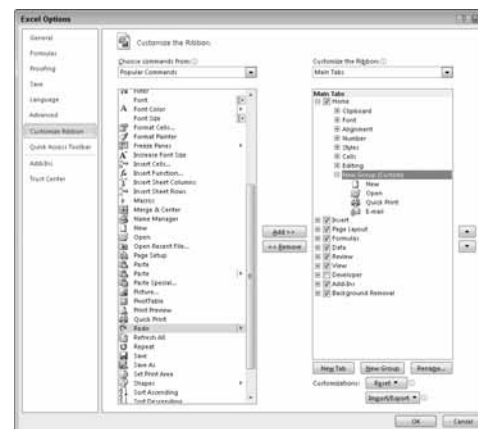 Excel Options
General
Formulas
Proofing
Save
Language
Advanced
Customize Ribbon
Quick Access Toolbar
Add-Ins
Trust Center
Customize the Ribbon.
Choose commands from:
Popular Commands
Filter
Font
Font Color
Font Size
Format Cells...
Format Painter
Freeze Panes
Increase Font Size
Insert Cells...
Insert Function...
Insert Sheet Columns
Insert Sheet Rows
Macros
Merge & Center
Name Manager
New
Open
Open Recent File...
Page Setup
Paste
Paste
Paste Special...
Picture...
PivotTable
Print Preview
Quick Print
Redo
Refresh All
Repeat
Save
Save As
Set Print Area
Shapes
Sort Ascending
Sort Descending
Add >>
<< Remove
Customize the Ribbon:
Main Tabs
Main Tabs
Home
Clipboard
Font
Alignment
Number
Styles
Cells
Editing
New Group (Custom)
New
Open
Quick Print
E-mail
Insert
Page Layout
Formulas
Data
Review
View
Developer
Add-Ins
Background Removal
New Tab
New Group
Rename...
Customizations:
Reset
Import/Export
OK
Cancel